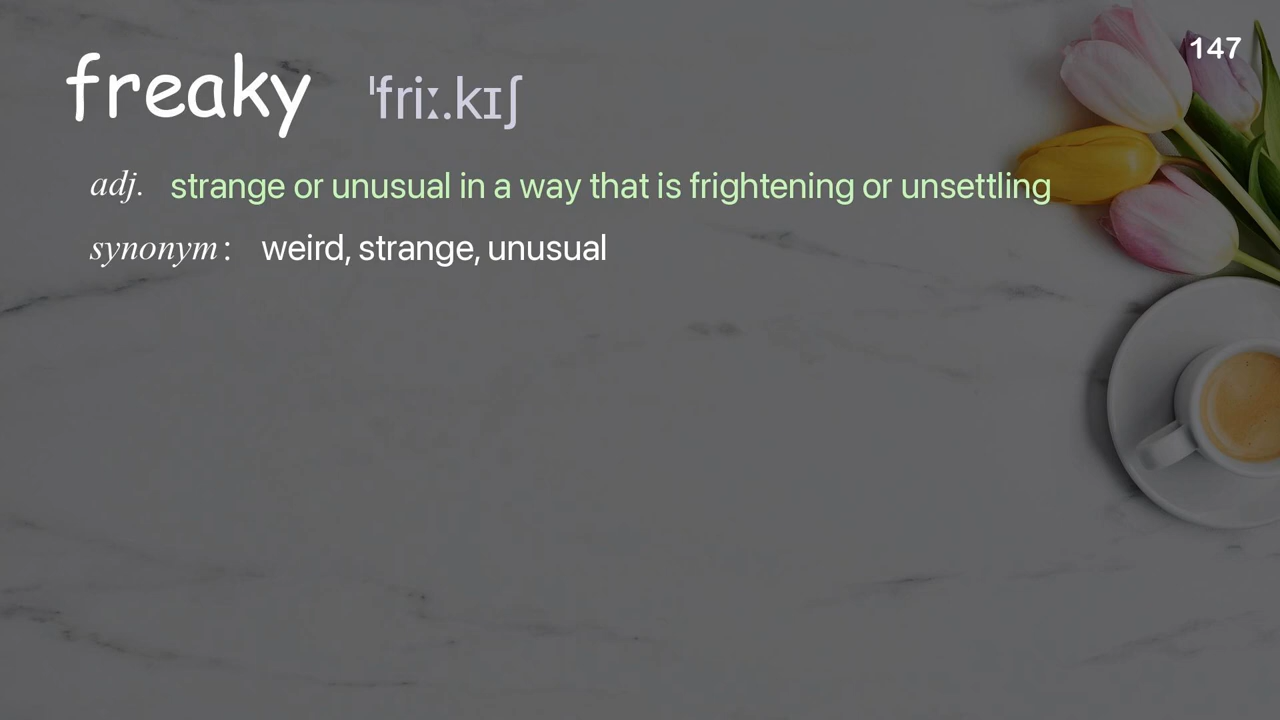 147
freaky ˈfriː.kɪʃ
adj. strange or unusual in a way that is frightening or unsettling
synonym : weird, strange, unusual